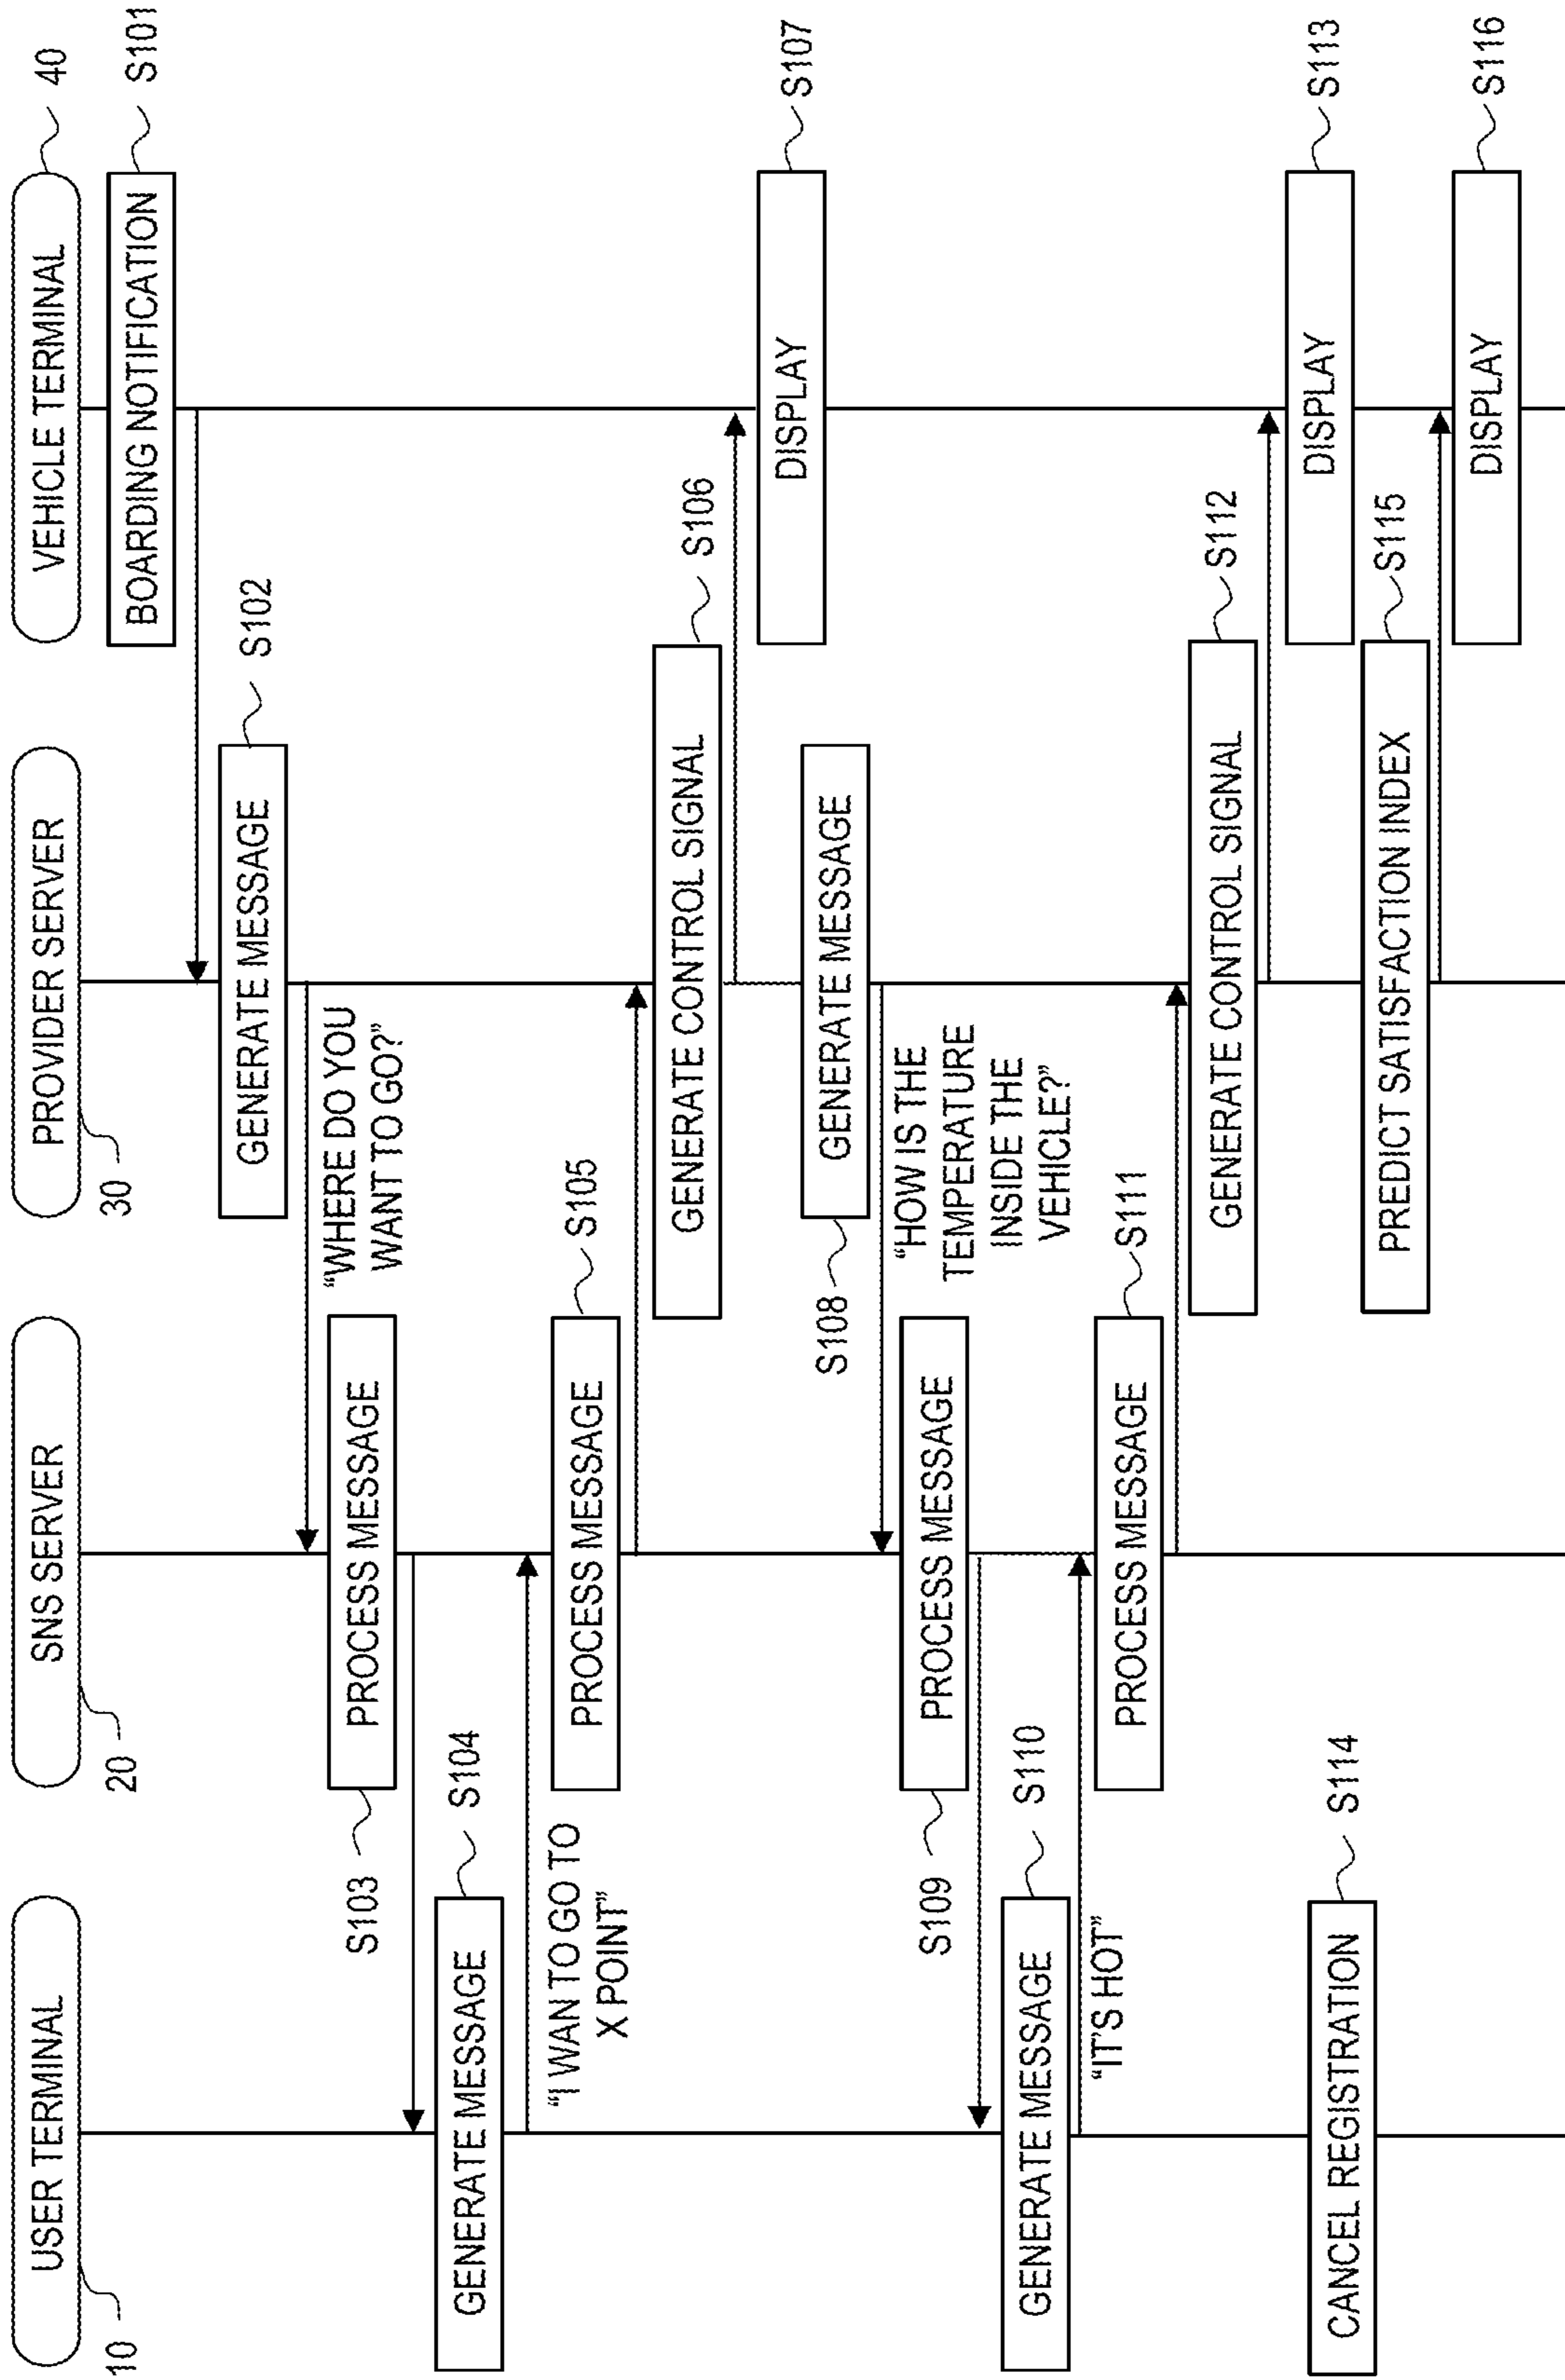 USER TERMINAL
10
SNS SERVER
20
PROVIDER SERVER
30
VEHICLE TERMINAL
40
BOARDING NOTIFICATION
S101
GENERATE MESSAGE
S102
“WHERE DO YOU
WANT TO GO?”
PROCESS MESSAGE
S103
GENERATE MESSAGE
S104
“I WANT TO GO TO
X POINT”
PROCESS MESSAGE
S105
GENERATE CONTROL SIGNAL
S106
DISPLAY
S107
GENERATE MESSAGE
S108
“HOW IS THE
TEMPERATURE
INSIDE THE
VEHICLE?”
PROCESS MESSAGE
S109
GENERATE MESSAGE
S110
“IT’S HOT”
PROCESS MESSAGE
S111
GENERATE CONTROL SIGNAL
S112
DISPLAY
S113
CANCEL REGISTRATION
S114
PREDICT SATISFACTION INDEX
S115
DISPLAY
S116